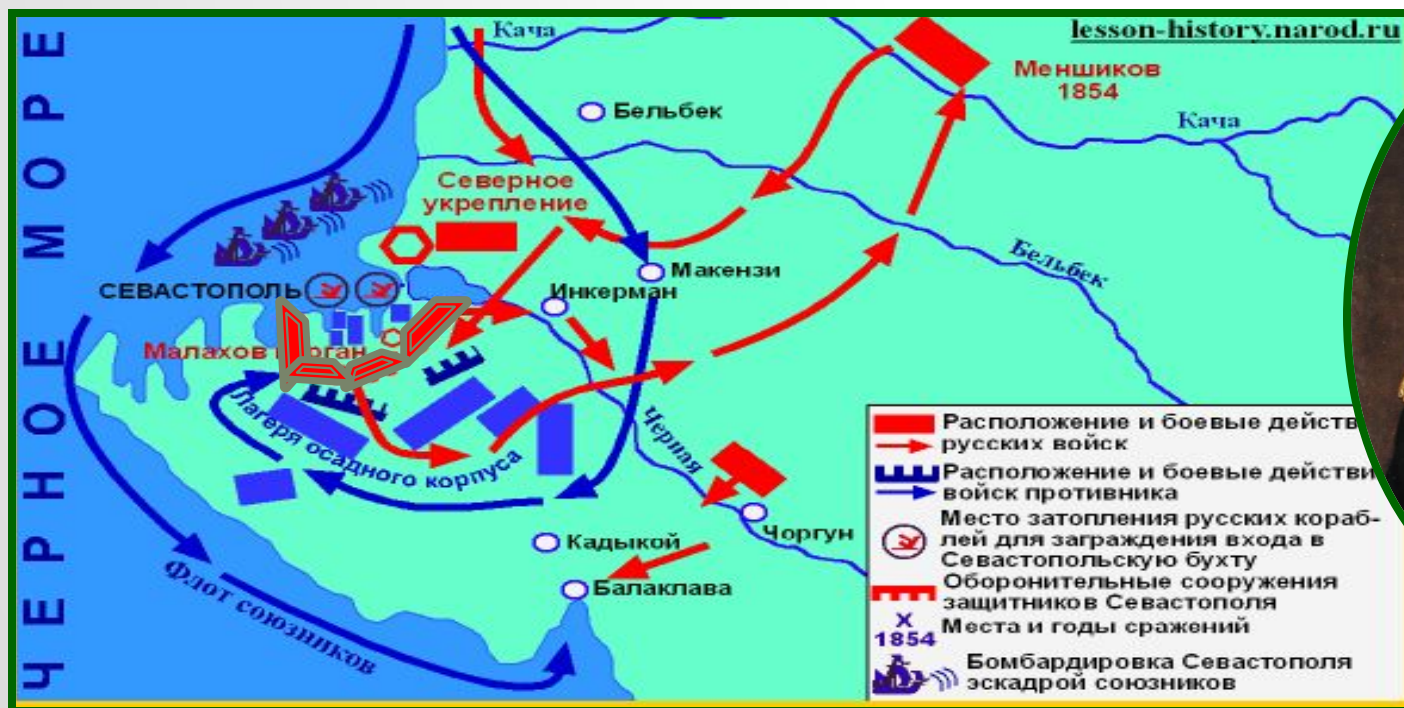 ЧЕРНОЕ МОРЕ
lesson-history.narod.ru
Кача
Меншиков
1854
Бельбек
Кача
Северное
укрепление
Бельбек
Макензи
СЕВАСТОПОЛЬ
Инкерман
Малахов
Лагеря осадного корпуса
Черная
Чоргун
Кадыкой
Балаклава
Флот союзников
Расположение и боевые
русских войск
Расположение и боевые
войск противника
Место затопления русских кораб-
лей для заграждения входа в
Севастопольскую бухту
Оборонительные сооружения
защитников Севастополя
X
1854
Места и годы сражений
Бомбардировка Севастополя
эскадрой союзников